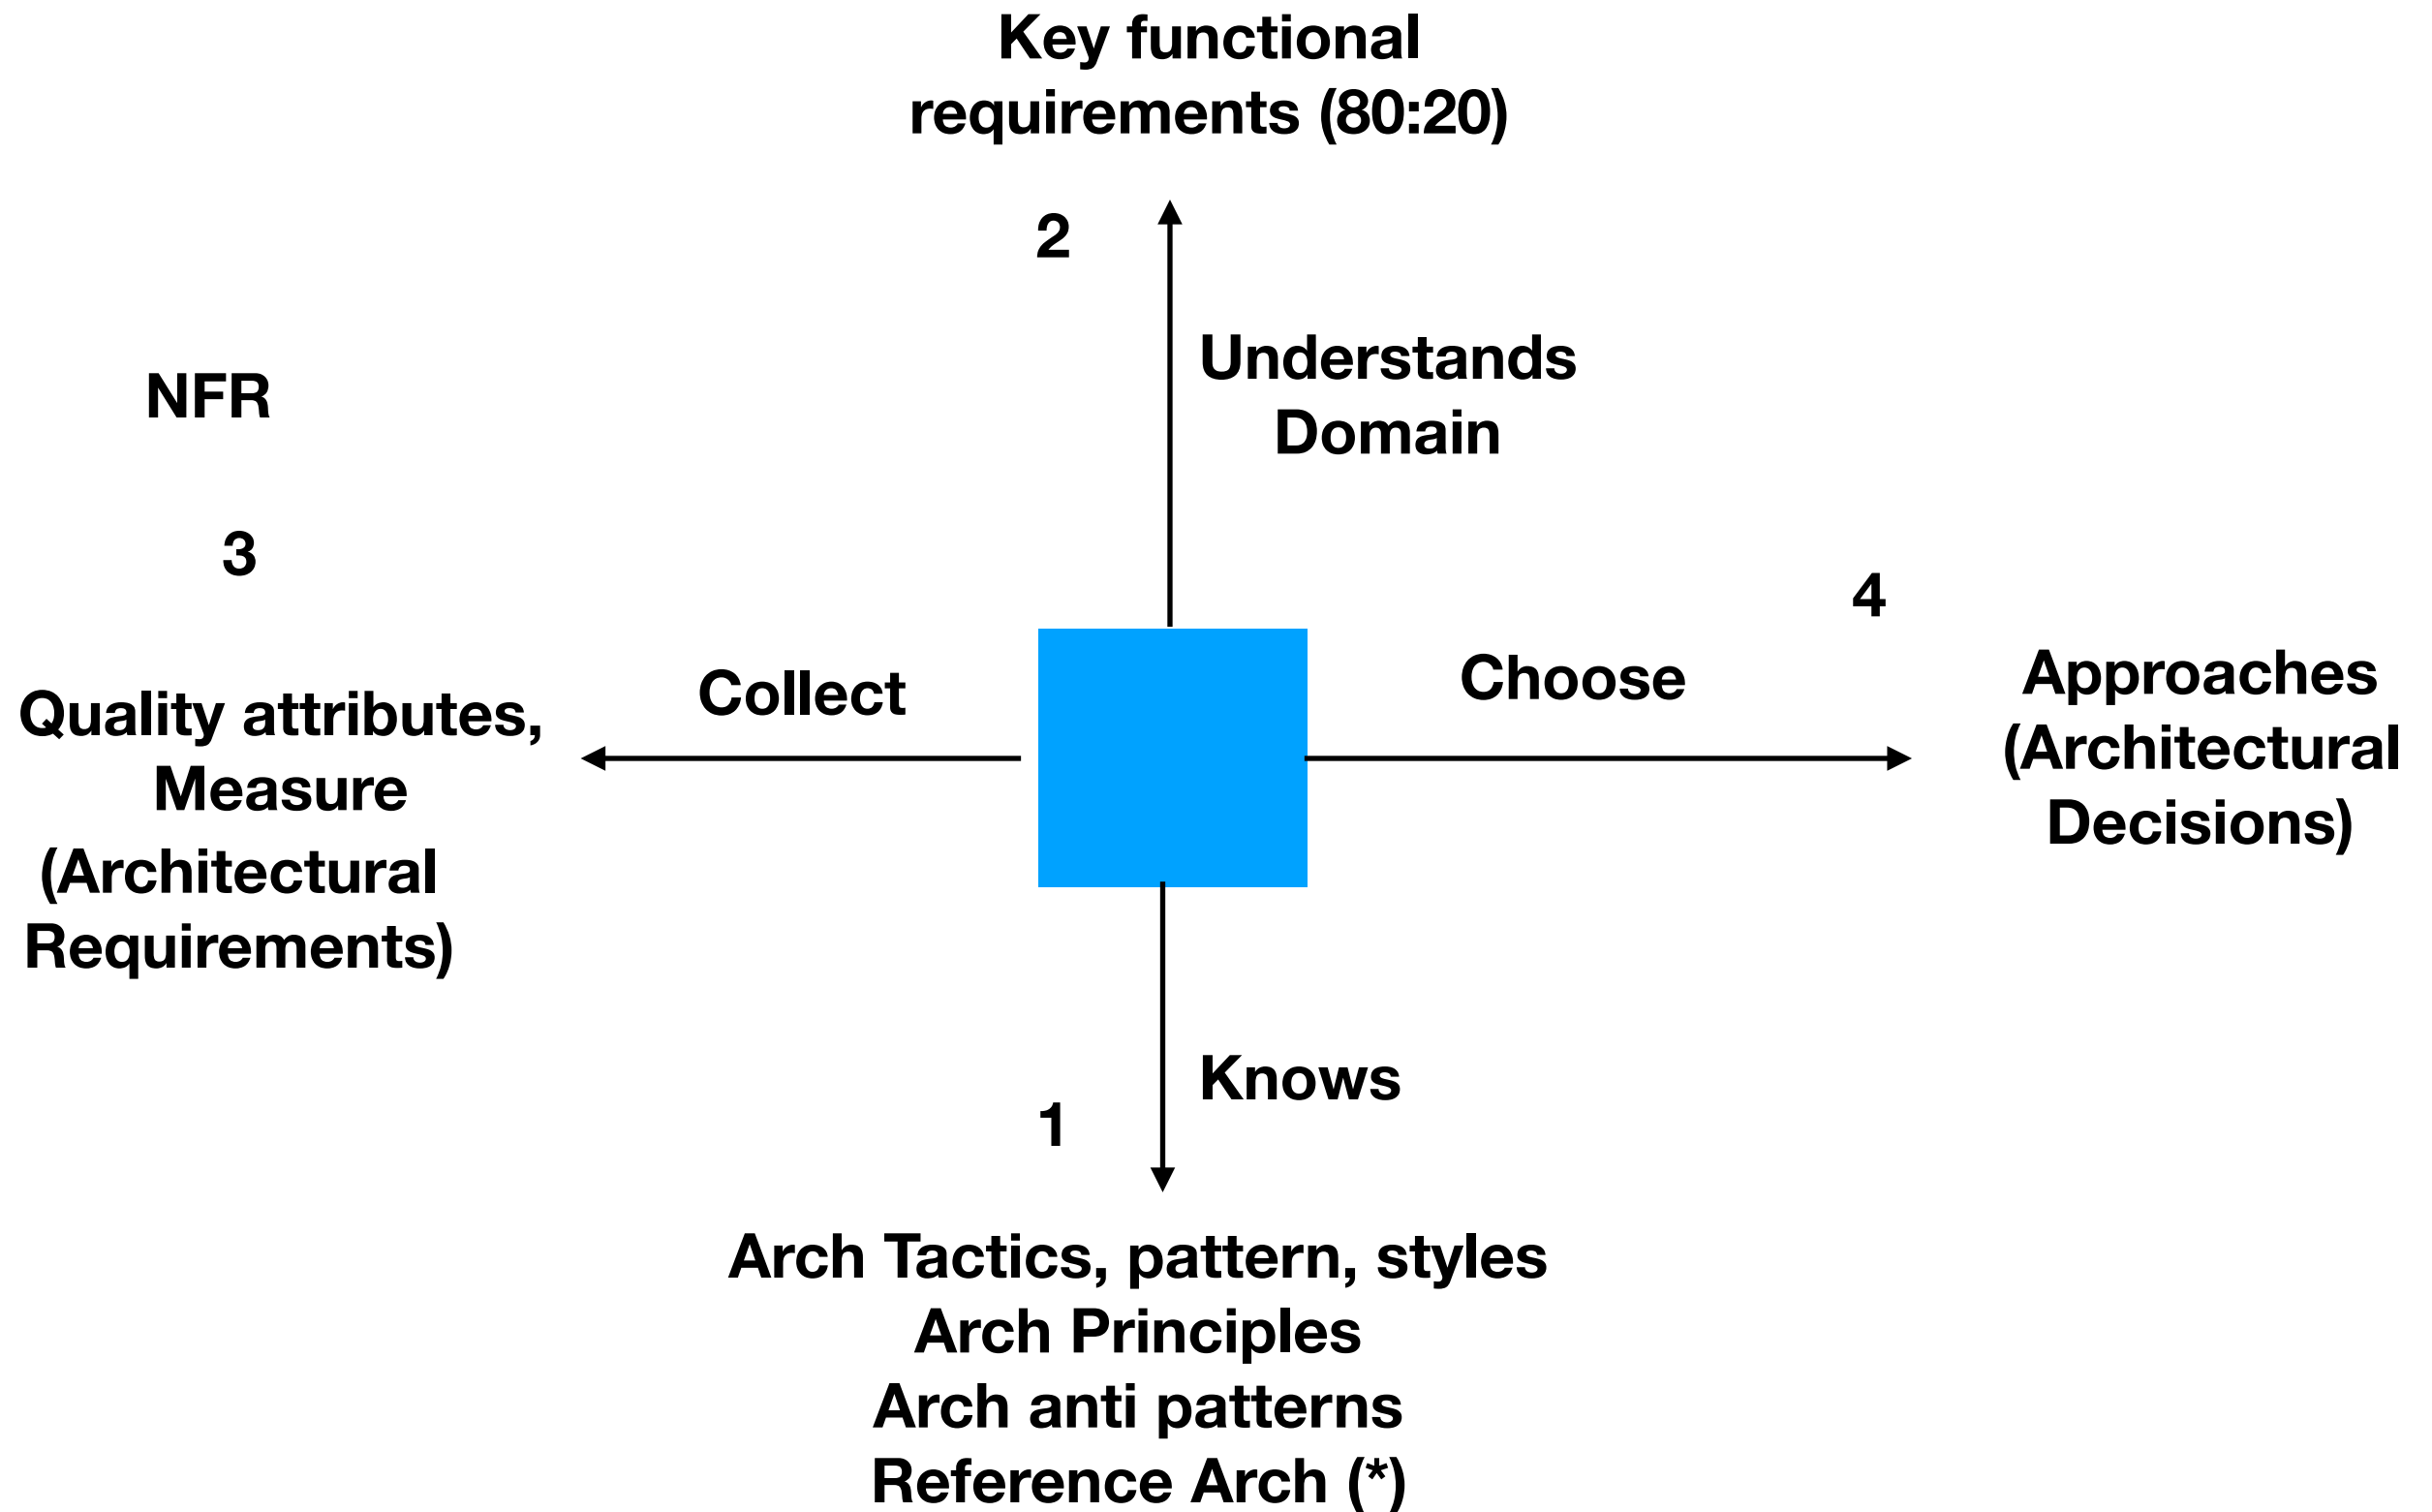 Key functional
requirements (80:20)
2
Understands
Domain
NFR
3
4
Collect
Choose
Quality attributes,
Measure
(Architectural
Requirements)
Approaches
(Architectural
Decisions)
Knows
1
Arch Tactics, pattern, styles
Arch Principles
Arch anti patterns
Reference Arch (*)